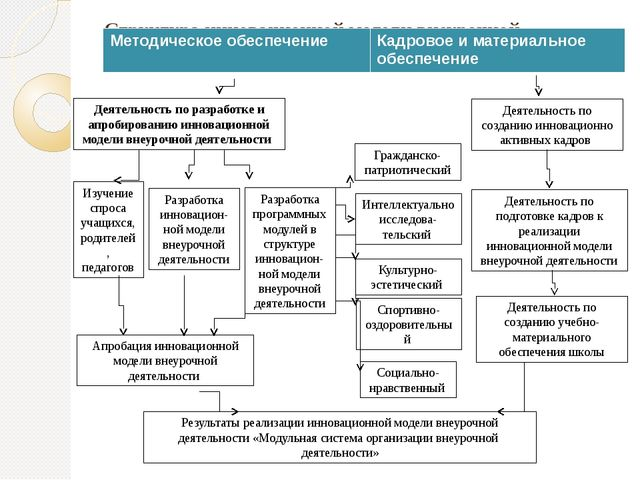 Методическое обеспечение
Кадровое и материальное
обеспечение
Деятельность по разработке и
апробированию инновационной
модели внеурочной деятельности
Деятельность по
созданию инновационно
активных кадров
Гражданско-
патриотический
Изучение
спроса
учащихся,
родителей
,
педагогов
Разработка
инновацион-
ной модели
внеурочной
деятельности
Разработка
программных
модулей в
структуре
инновацион-
ной модели
внеурочной
деятельности
Интеллектуально
исследова-
тельский
Деятельность по
подготовке кадров к
реализации
инновационной модели
внеурочной деятельности
Культурно-
эстетический
Спортивно-
оздоровительны
й
Деятельность по
созданию учебно-
материального
обеспечения школы
Апробация инновационной
модели внеурочной
деятельности
Социально-
нравственный
Результаты реализации инновационной модели внеурочной
деятельности «Модульная система организации внеурочной
деятельности»